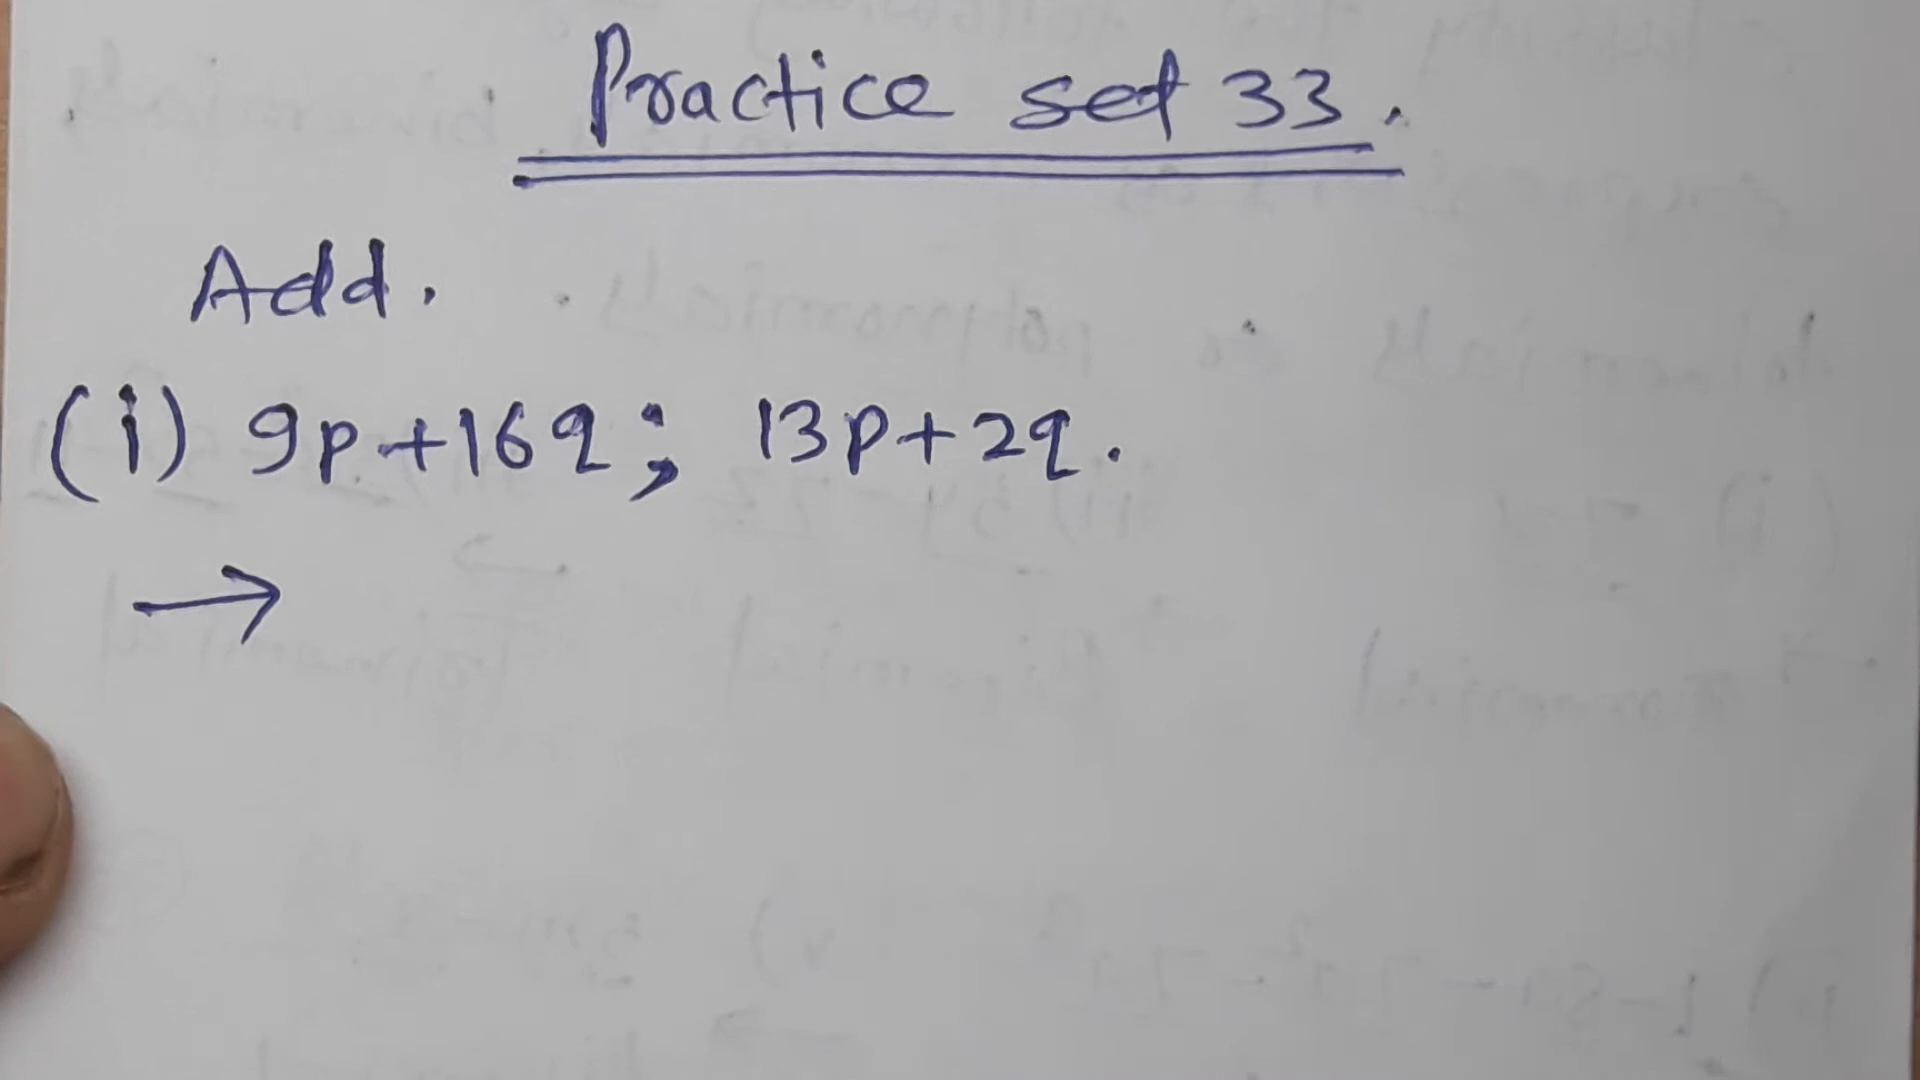 Practice set 33.
Add.
(i) 9p+16q; 13p+2q.
→